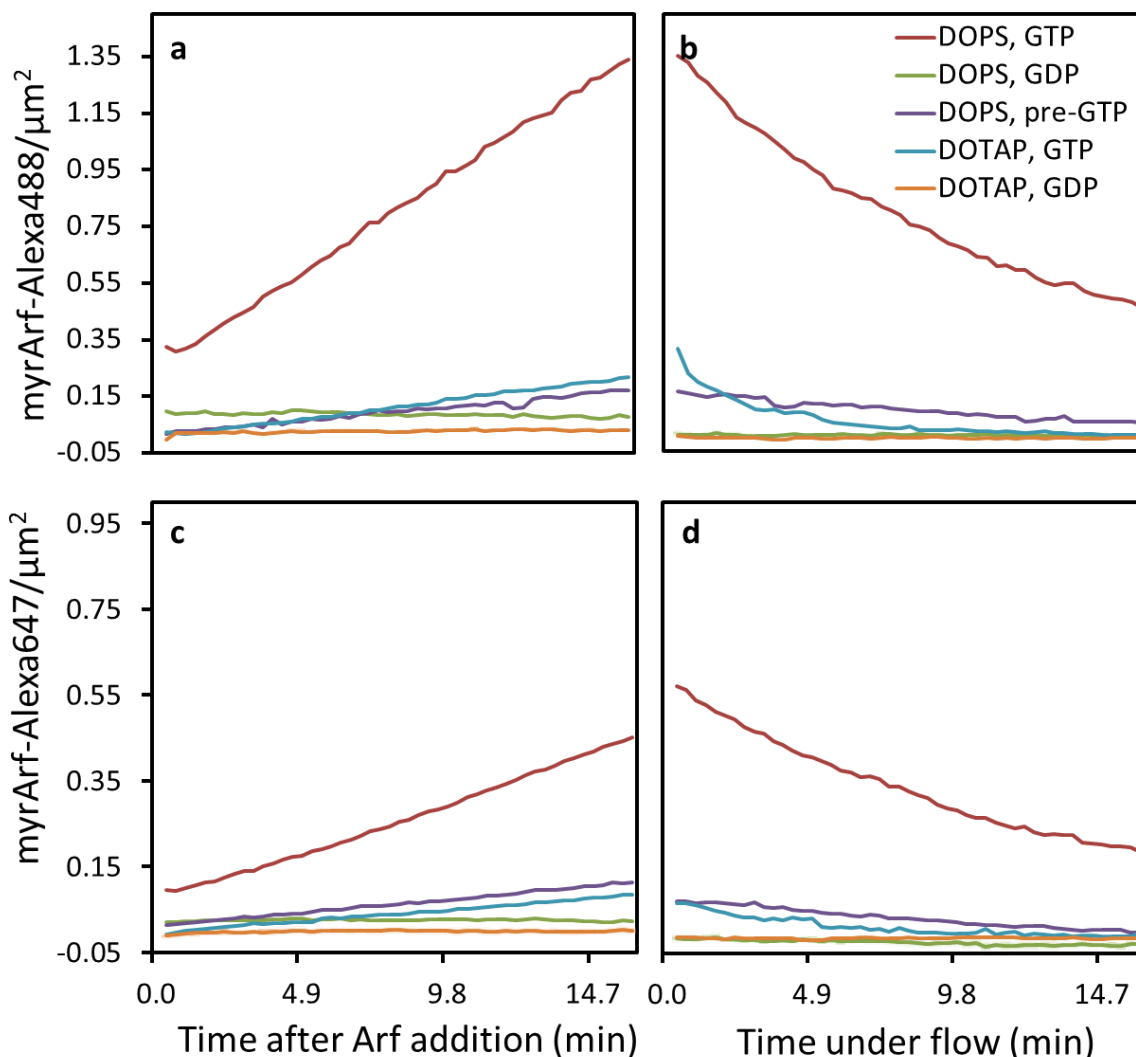 a
b
DOPS, GTP
DOPS, GDP
DOPS, pre-GTP
DOTAP, GTP
DOTAP, GDP
myrArf-Alexa488/µm²
1.35
1.15
0.95
0.75
0.55
0.35
0.15
-0.05
c
d
myrArf-Alexa647/µm²
0.95
0.75
0.55
0.35
0.15
-0.05
0.0 4.9 9.8 14.7
0.0 4.9 9.8 14.7
Time after Arf addition (min)
Time under flow (min)